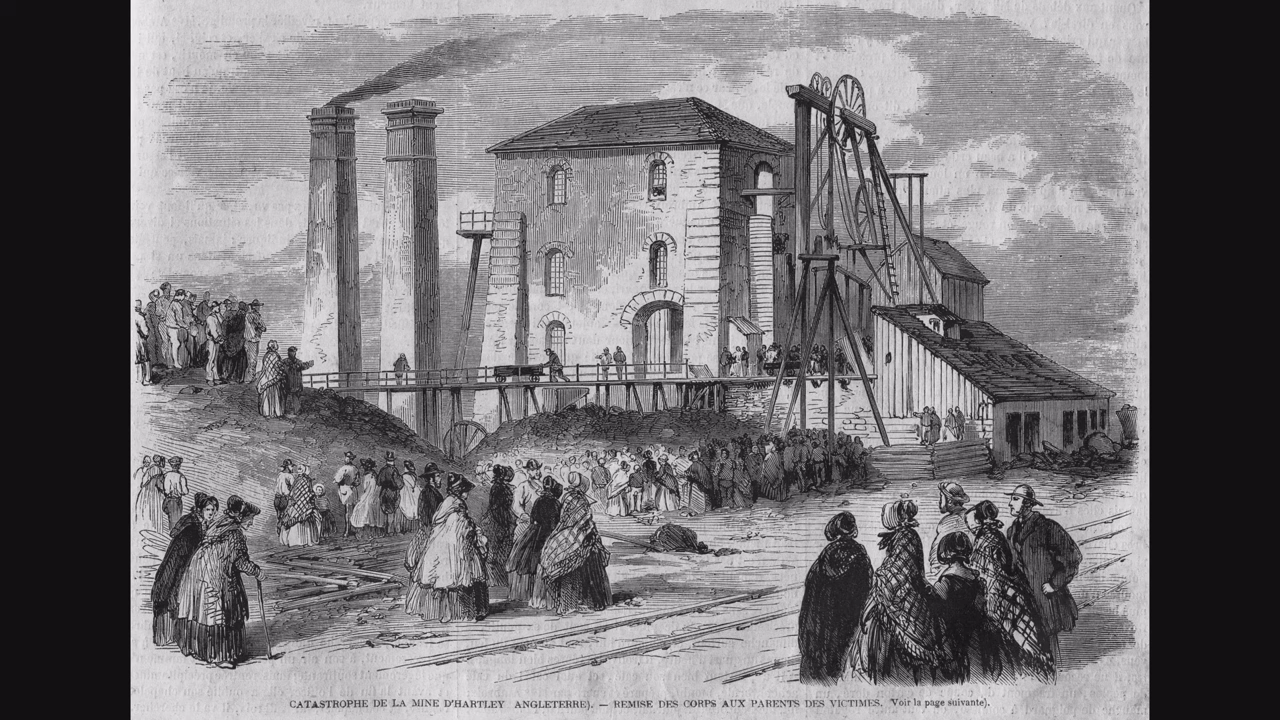 CATASTROPHE DE LA MINE D'HARTLEY ANGLETERRE). — REMISE DES CORPS AUX PARENTS DES VICTIMES. (Voir la page suivante).